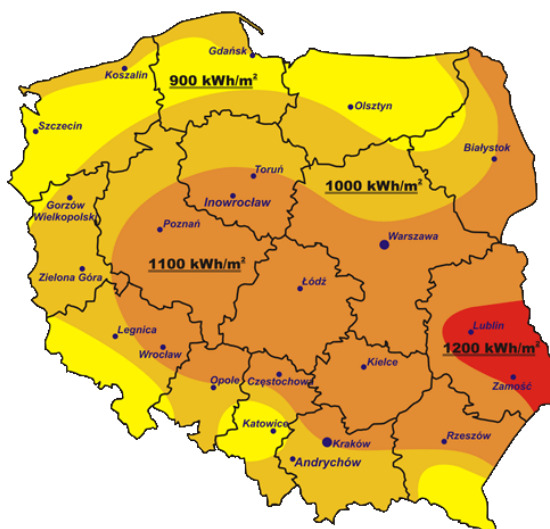 Gdańsk
Koszalin
900 kWh/m²
Olsztyn
Szczecin
Białystok
Toruń
1000 kWh/m²
Gorzów
Wielkopolsk
Inowrocław
Poznań
Warszawa
1100 kWh/m²
Zielona Góra
Łódź
Legnica
Lublin
Wrocław
1200 kWh/m²
Kielce
Opole
Częstochowa
Zamość
Katowice
Kraków
Rzeszów
Andrychów